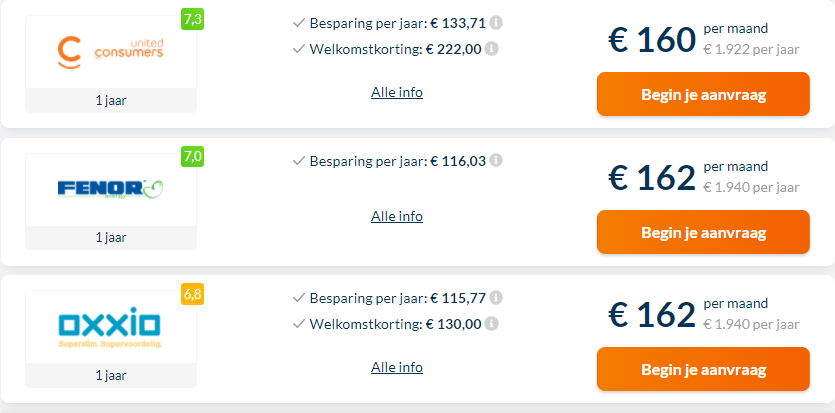 7,3
united
consumers
1 jaar
Besparing per jaar: € 133,71
Welkomstkorting: € 222,00
Alle info
€ 160 per maand
€ 1.922 per jaar
Begin je aanvraag
7,0
FENOR
energy
1 jaar
Besparing per jaar: € 116,03
Alle info
€ 162 per maand
€ 1.940 per jaar
Begin je aanvraag
6,8
oxxio
Superslim. Supervoordelig.
1 jaar
Besparing per jaar: € 115,77
Welkomstkorting: € 130,00
Alle info
€ 162 per maand
€ 1.940 per jaar
Begin je aanvraag